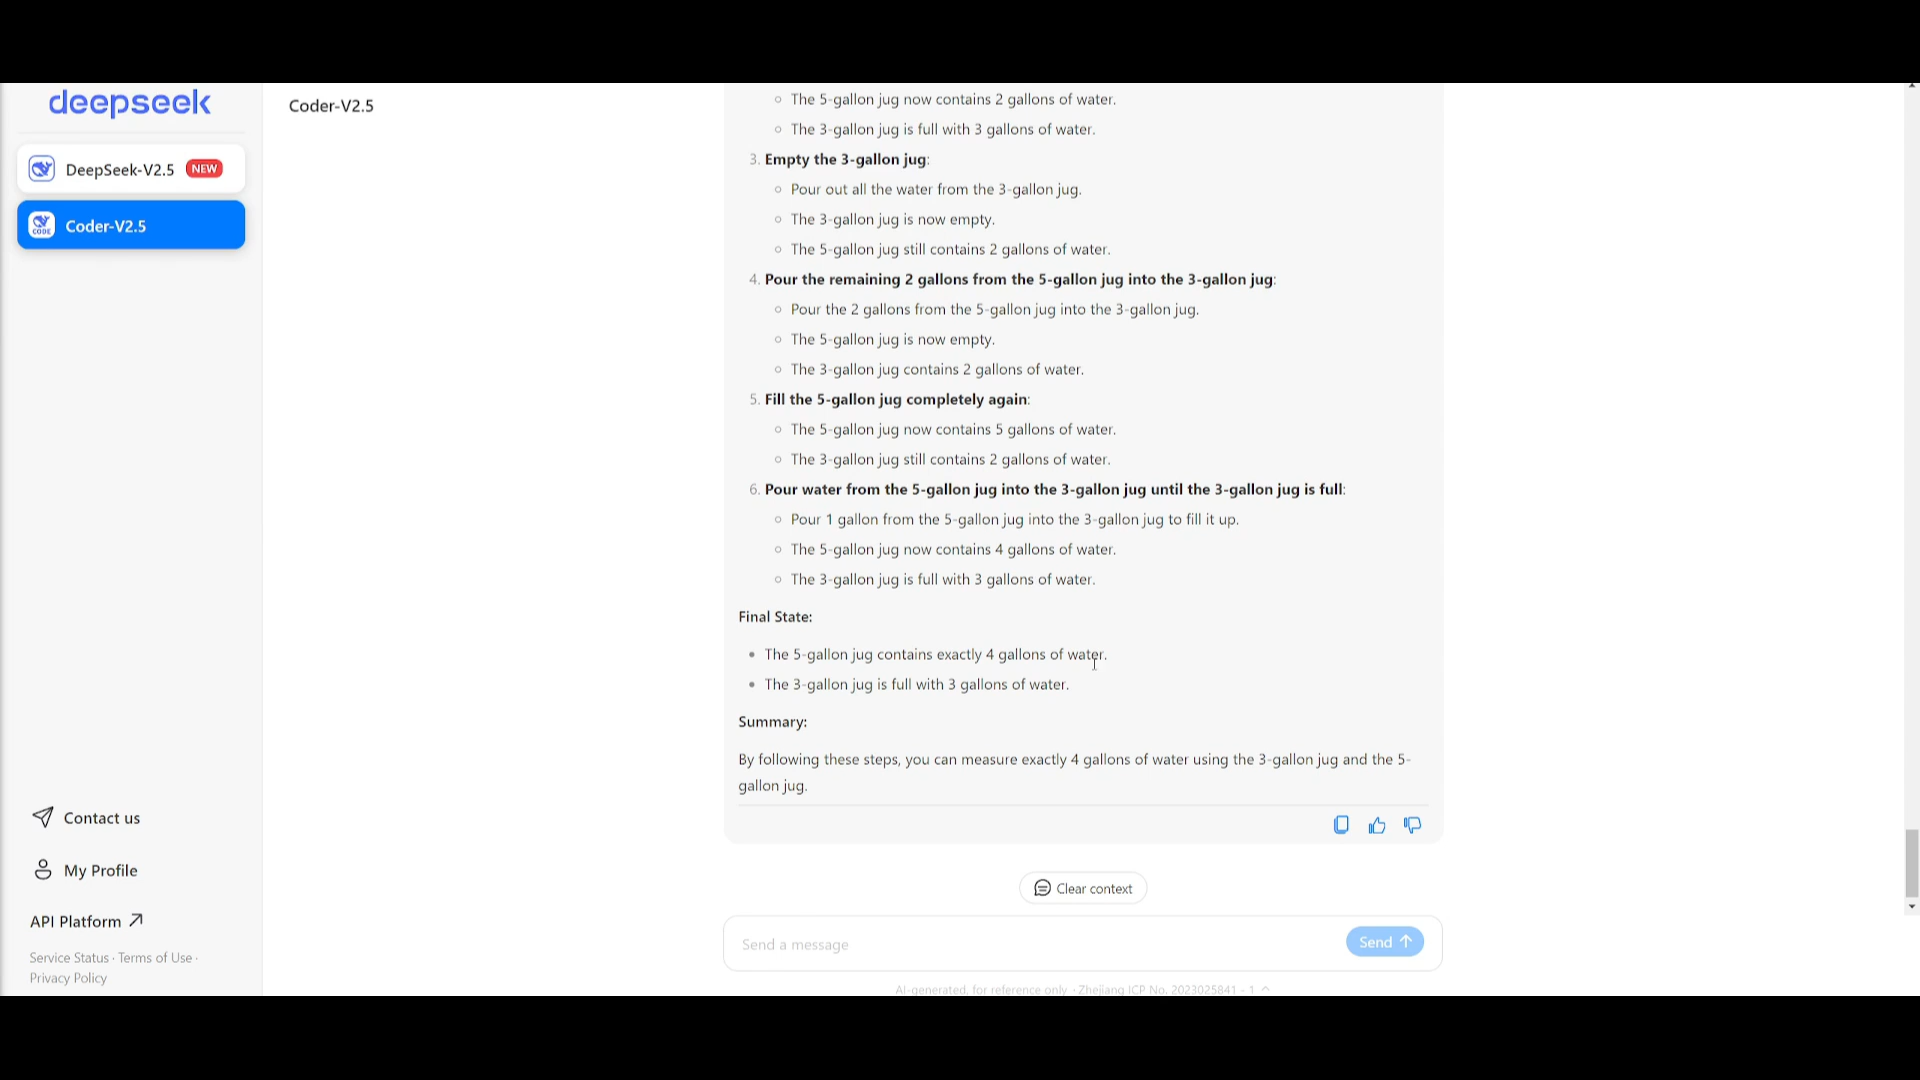 deepseek
DeepSeek-V2.5 NEW
CODE Coder-V2.5
Contact us
My Profile
API Platform
Service Status · Terms of Use ·
Privacy Policy
Coder-V2.5
○ The 5-gallon jug now contains 2 gallons of water.
○ The 3-gallon jug is full with 3 gallons of water.
3. Empty the 3-gallon jug:
○ Pour out all the water from the 3-gallon jug.
○ The 3-gallon jug is now empty.
○ The 5-gallon jug still contains 2 gallons of water.
4. Pour the remaining 2 gallons from the 5-gallon jug into the 3-gallon jug:
○ Pour the 2 gallons from the 5-gallon jug into the 3-gallon jug.
○ The 5-gallon jug is now empty.
○ The 3-gallon jug contains 2 gallons of water.
5. Fill the 5-gallon jug completely again:
○ The 5-gallon jug now contains 5 gallons of water.
○ The 3-gallon jug still contains 2 gallons of water.
6. Pour water from the 5-gallon jug into the 3-gallon jug until the 3-gallon jug is full:
○ Pour 1 gallon from the 5-gallon jug into the 3-gallon jug to fill it up.
○ The 5-gallon jug now contains 4 gallons of water.
○ The 3-gallon jug is full with 3 gallons of water.
Final State:
• The 5-gallon jug contains exactly 4 gallons of water.
• The 3-gallon jug is full with 3 gallons of water.
Summary:
By following these steps, you can measure exactly 4 gallons of water using the 3-gallon jug and the 5-
gallon jug.
Clear context
Send a message
Send
AI-generated, for reference only · Zhejiang ICP No. 2023025841 - 1